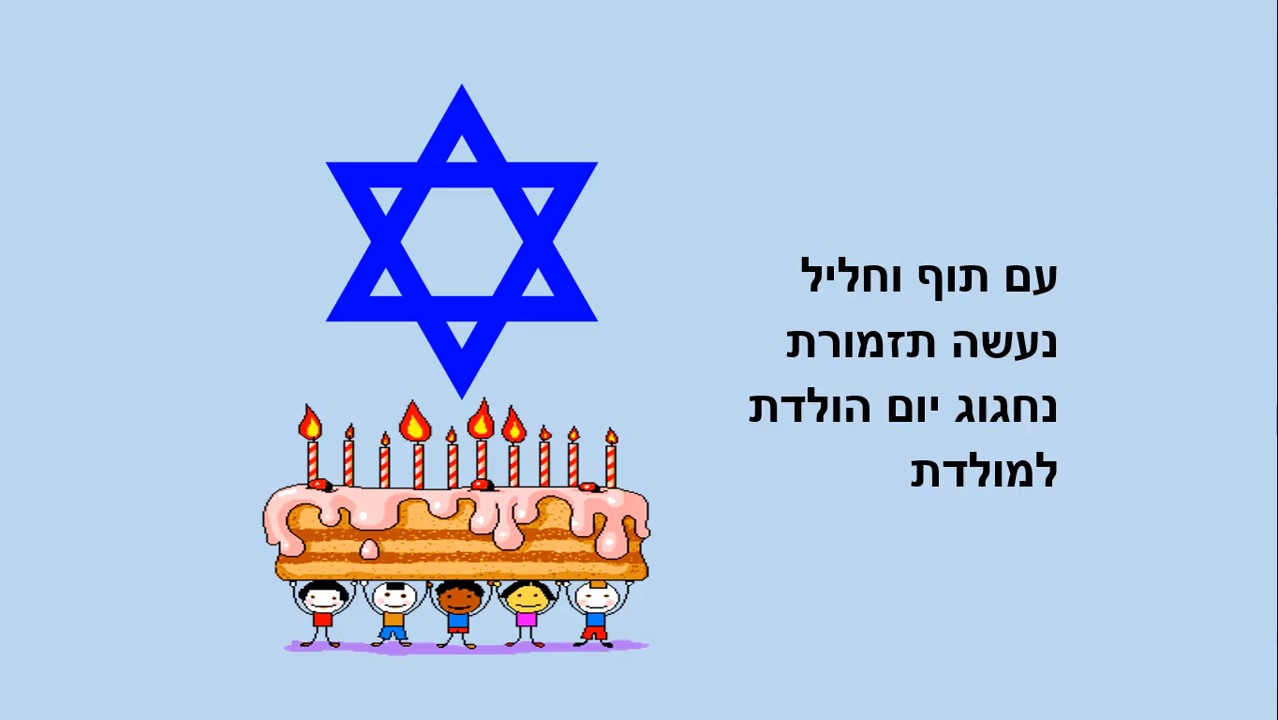 עם תוף וחליל
נעשה תזמורת
נחגוג יום הולדת
למולדת